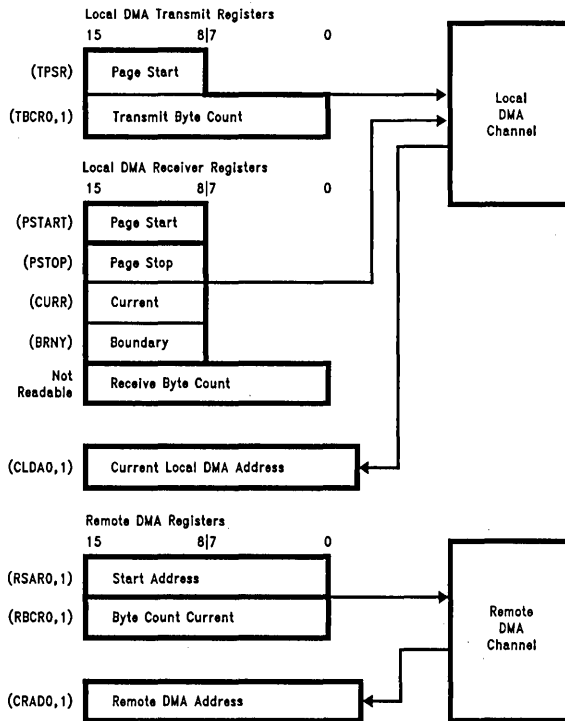 Local DMA Transmit Registers
15 8|7 0
(TPSR) Page Start
(TBCR0,1) Transmit Byte Count
Local DMA Channel
Local DMA Receiver Registers
15 8|7 0
(PSTART) Page Start
(PSTOP) Page Stop
(CURR) Current
(BRNY) Boundary
Not Readable Receive Byte Count
(CLDA0,1) Current Local DMA Address
Remote DMA Registers
15 8|7 0
(RSAR0,1) Start Address
(RBCR0,1) Byte Count Current
Remote DMA Channel
(CRAD0,1) Remote DMA Address